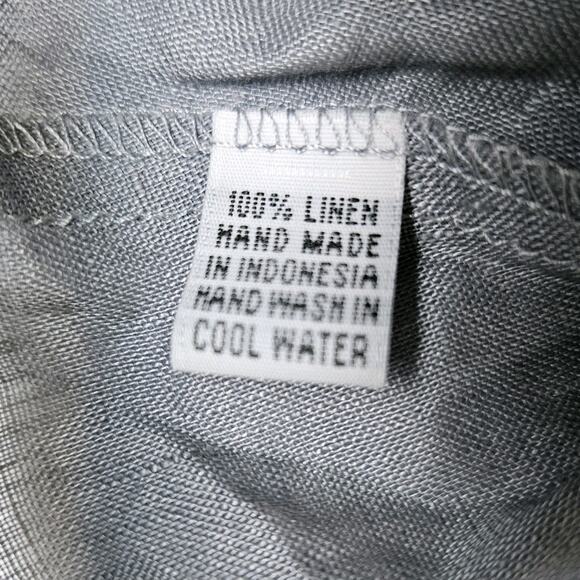 100% LINEN
HAND MADE
IN INDONESIA
HAND WASH IN
COOL WATER